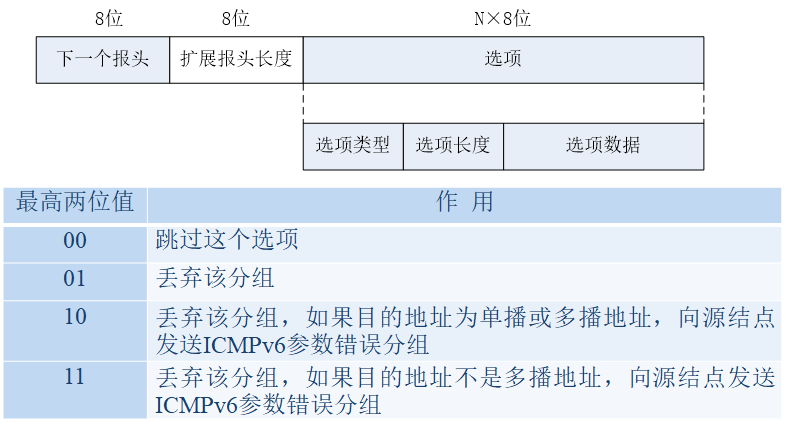 8位 8位 N×8位
下一个报头 扩展报头长度 选项
选项类型 选项长度 选项数据
最高两位值 作 用
00 跳过这个选项
01 丢弃该分组
10 丢弃该分组，如果目的地址为单播或多播地址，向源结点
发送ICMPv6参数错误分组
11 丢弃该分组，如果目的地址不是多播地址，向源结点发送
ICMPv6参数错误分组